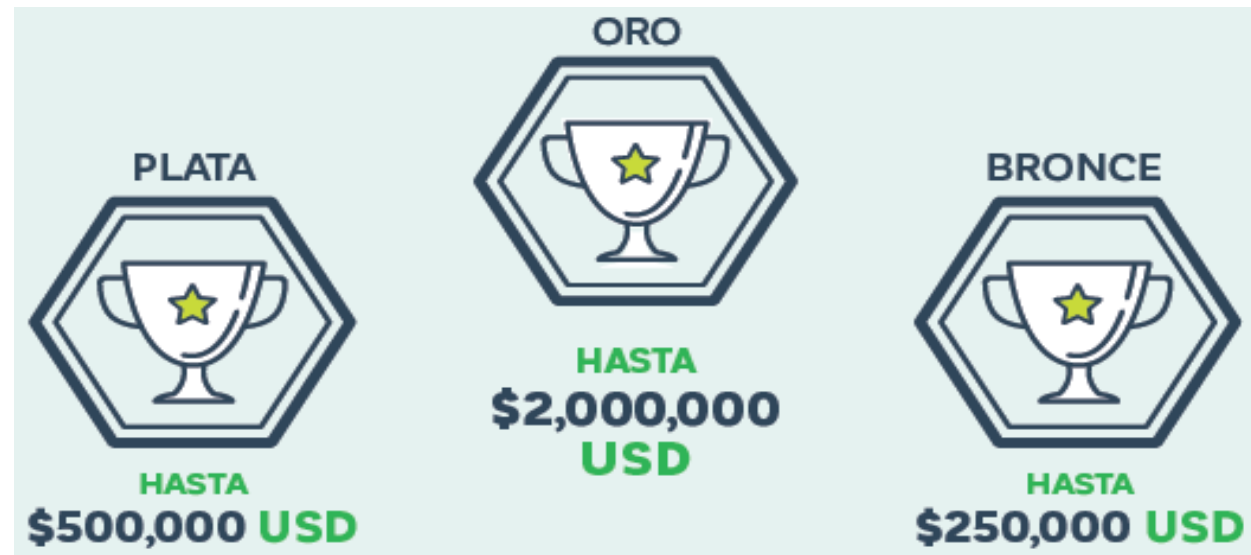 ORO
HASTA
$2,000,000
USD
PLATA
HASTA
$500,000 USD
BRONCE
HASTA
$250,000 USD